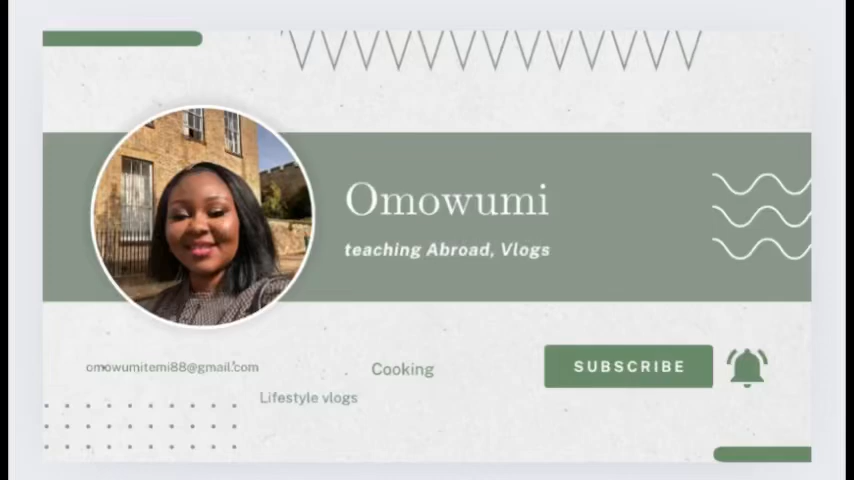 Omowumi
teaching Abroad, Vlogs
omowumitemi88@gmail.com
Cooking
SUBSCRIBE
Lifestyle vlogs